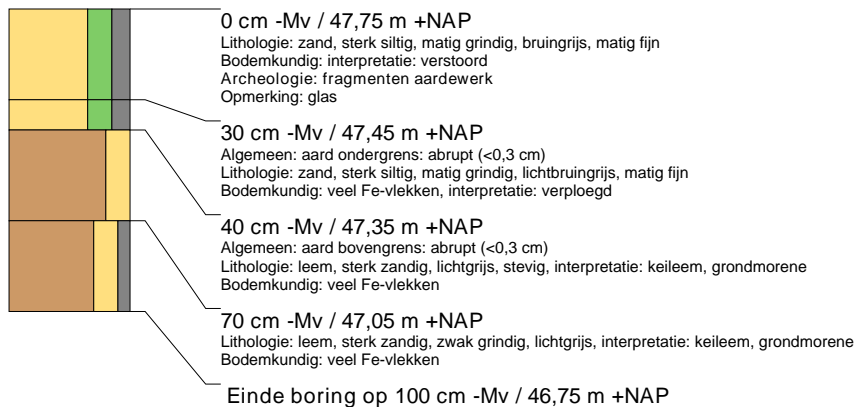 0 cm -Mv / 47,75 m +NAP
Lithologie: zand, sterk siltig, matig grindig, bruingrijs, matig fijn
Bodemkundig: interpretatie: verstoord
Archeologie: fragmenten aardewerk
Opmerking: glas
30 cm -Mv / 47,45 m +NAP
Algemeen: aard ondergrens: abrupt (<0,3 cm)
Lithologie: zand, sterk siltig, matig grindig, lichtbruingrijs, matig fijn
Bodemkundig: veel Fe-vlekken, interpretatie: verploegd
40 cm -Mv / 47,35 m +NAP
Algemeen: aard bovengrens: abrupt (<0,3 cm)
Lithologie: leem, sterk zandig, lichtgrijs, stevig, interpretatie: keileem, grondmorene
Bodemkundig: veel Fe-vlekken
70 cm -Mv / 47,05 m +NAP
Lithologie: leem, sterk zandig, zwak grindig, lichtgrijs, interpretatie: keileem, grondmorene
Bodemkundig: veel Fe-vlekken
Einde boring op 100 cm -Mv / 46,75 m +NAP